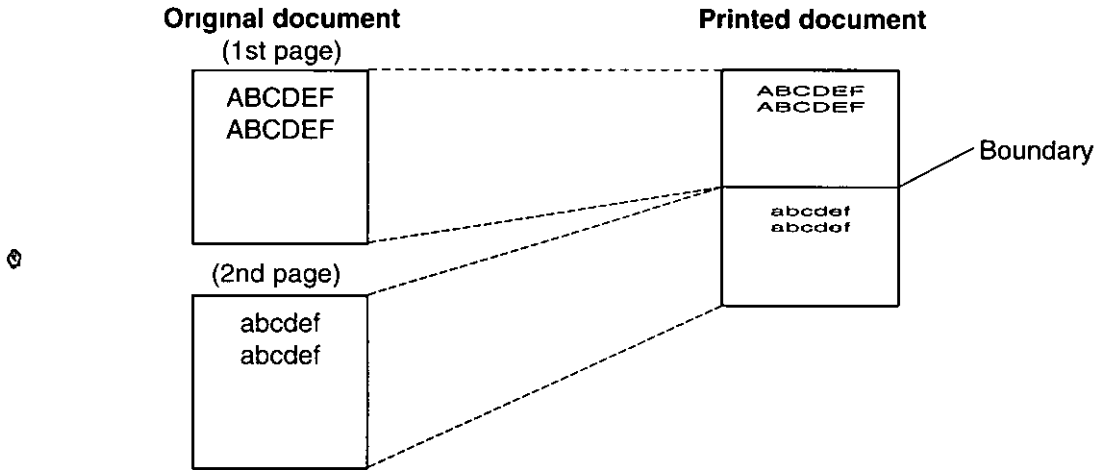 Original document
(1st page)
ABCDEF
ABCDEF
(2nd page)
abcdef
abcdef
Printed document
ABCDEF
ABCDEF
Boundary
abcdef
abcdef